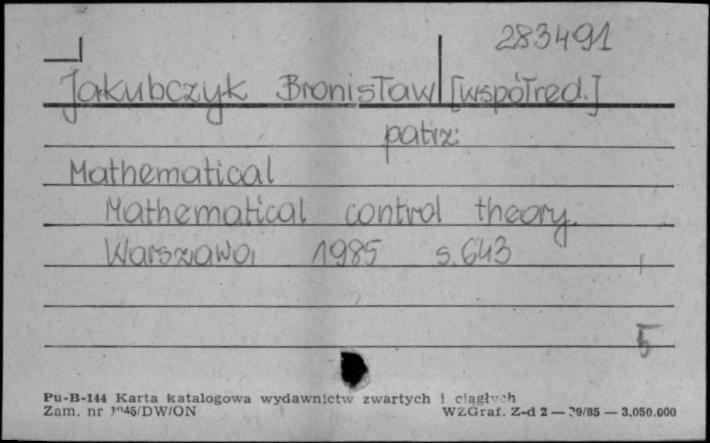 283491
Jakubczyk Bronisław [współred.]
patrz:
Mathematical
Mathematical control theory.
Warszawa, 1985 s. 643
5
Pu-B-144 Karta katalogowa wydawnictw zwartych i ciągłych
Zam. nr /DW/ON WZGraf. Z-d 2 — /85 — 3,050.000